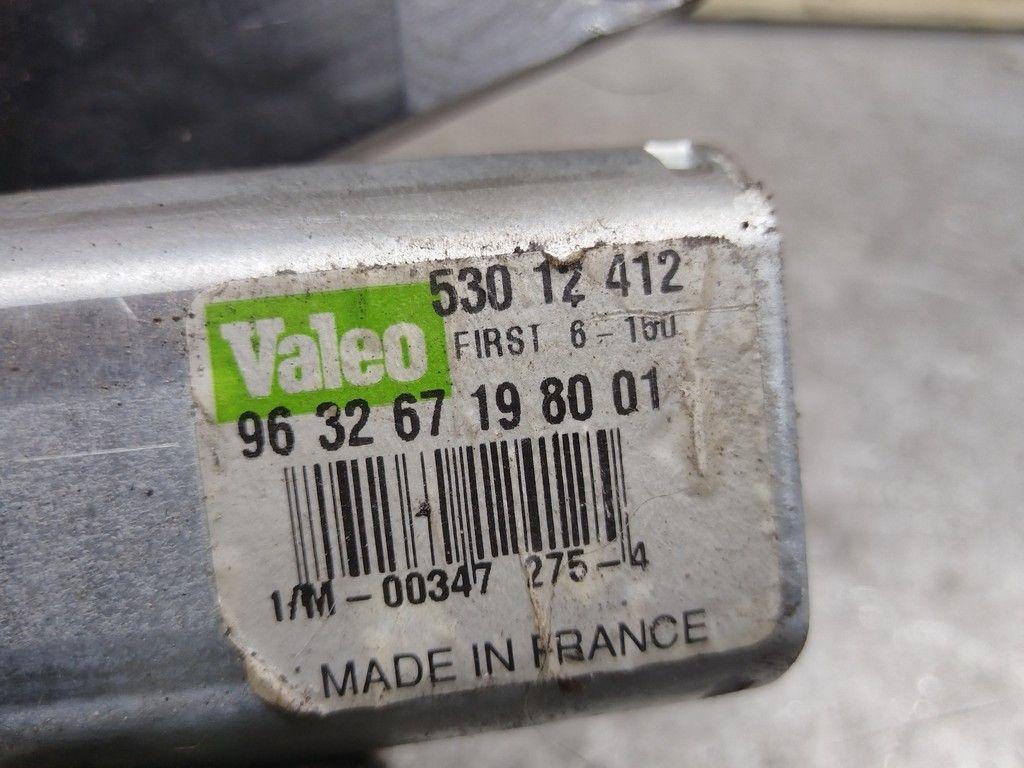 Valeo
530 12 412
FIRST 6 - 160
96 32 67 19 80 01
1/M - 00347 275 - 4
MADE IN FRANCE